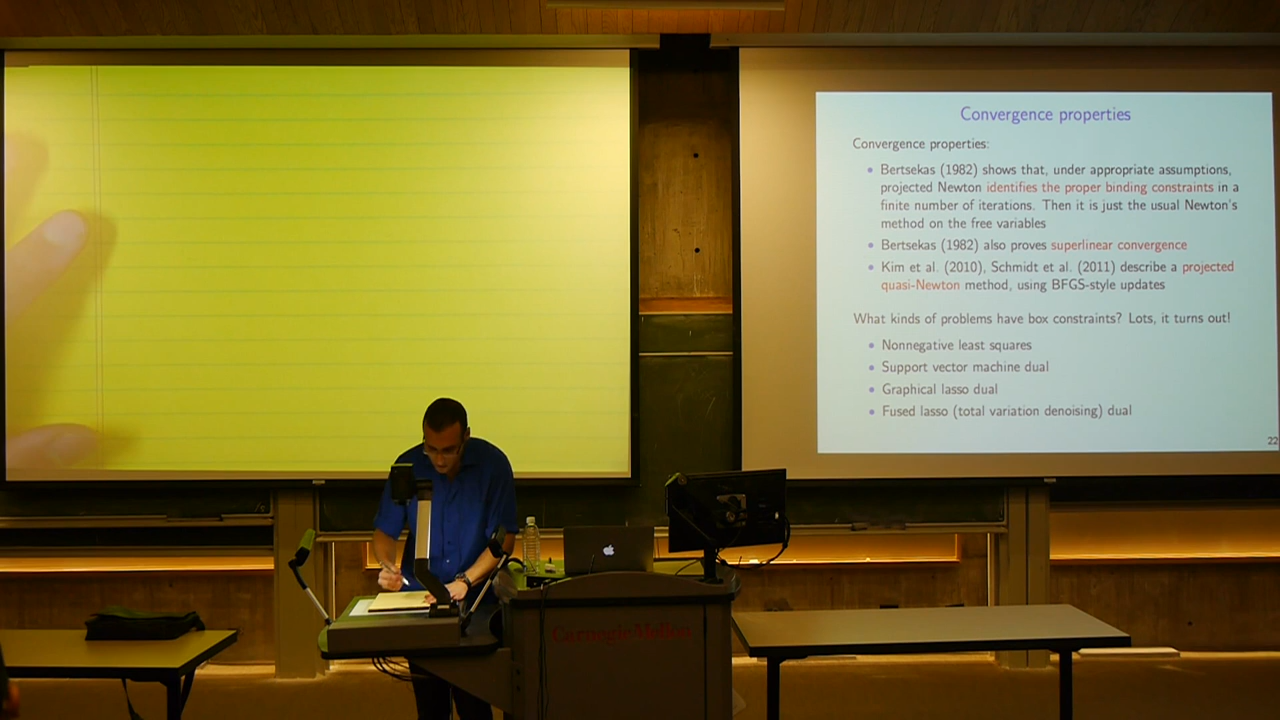 Convergence properties
Convergence properties:
• Bertsekas (1982) shows that, under appropriate assumptions,
projected Newton identifies the proper binding constraints in a
finite number of iterations. Then it is just the usual Newton's
method on the free variables
• Bertsekas (1982) also proves superlinear convergence
• Kim et al. (2010), Schmidt et al. (2011) describe a projected
quasi-Newton method, using BFGS-style updates
What kinds of problems have box constraints? Lots, it turns out!
• Nonnegative least squares
• Support vector machine dual
• Graphical lasso dual
• Fused lasso (total variation denoising) dual
22
Carnegie Mellon